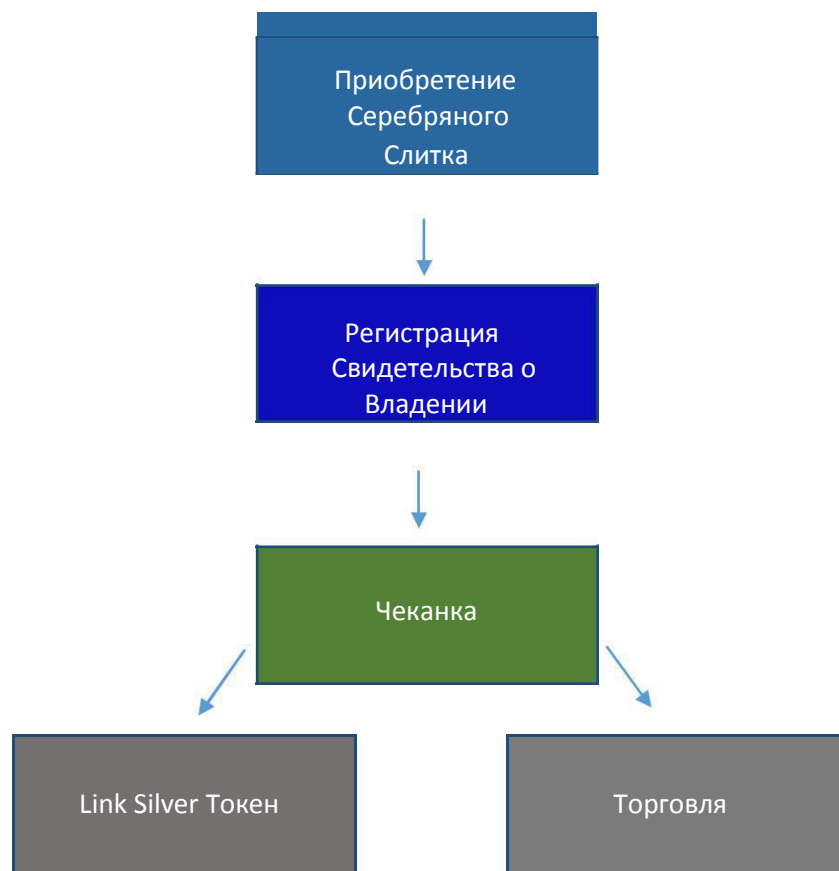 Приобретение
Серебряного
Слитка
Регистрация
Свидетельства о
Владении
Чеканка
Link Silver Токен
Торговля